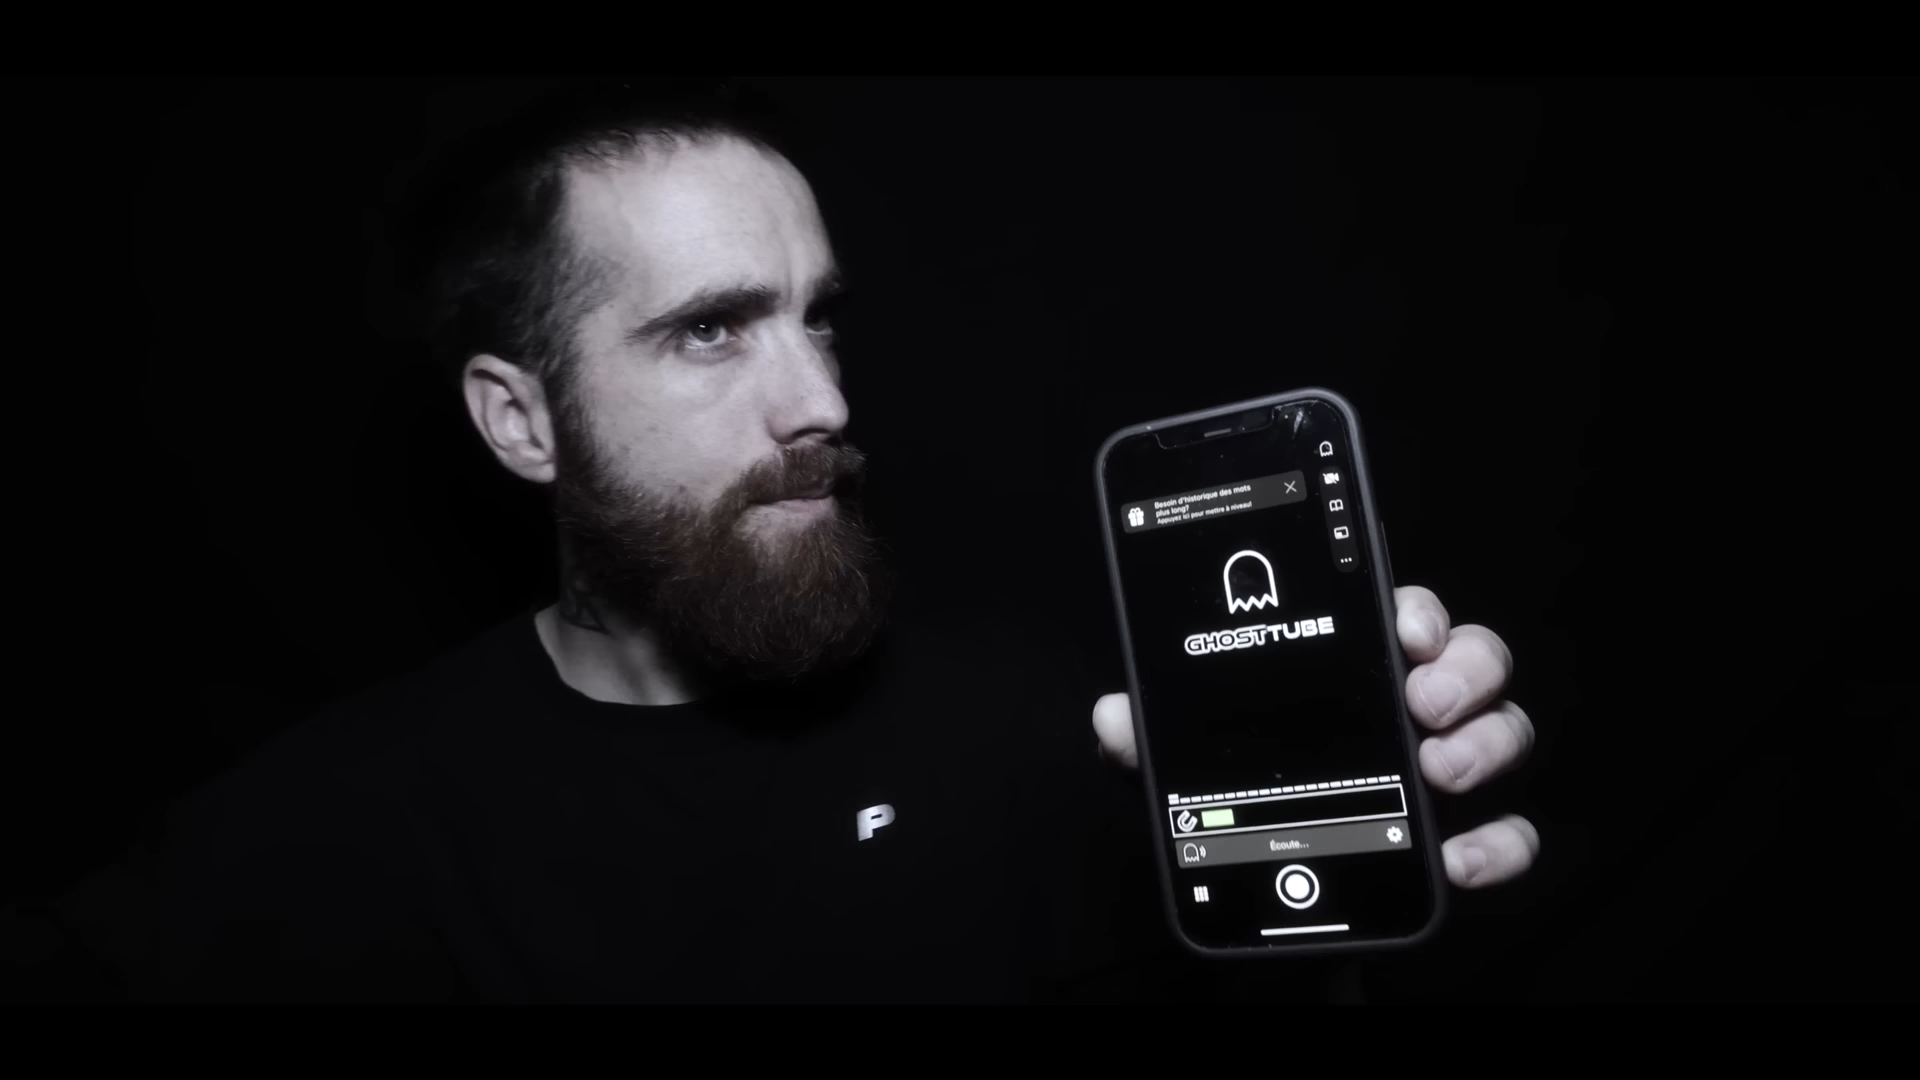 P
Besoin d'historique des mots
plus long?
Appuyez ici pour mettre à niveau!
GHOSTTUBE
Écoute...